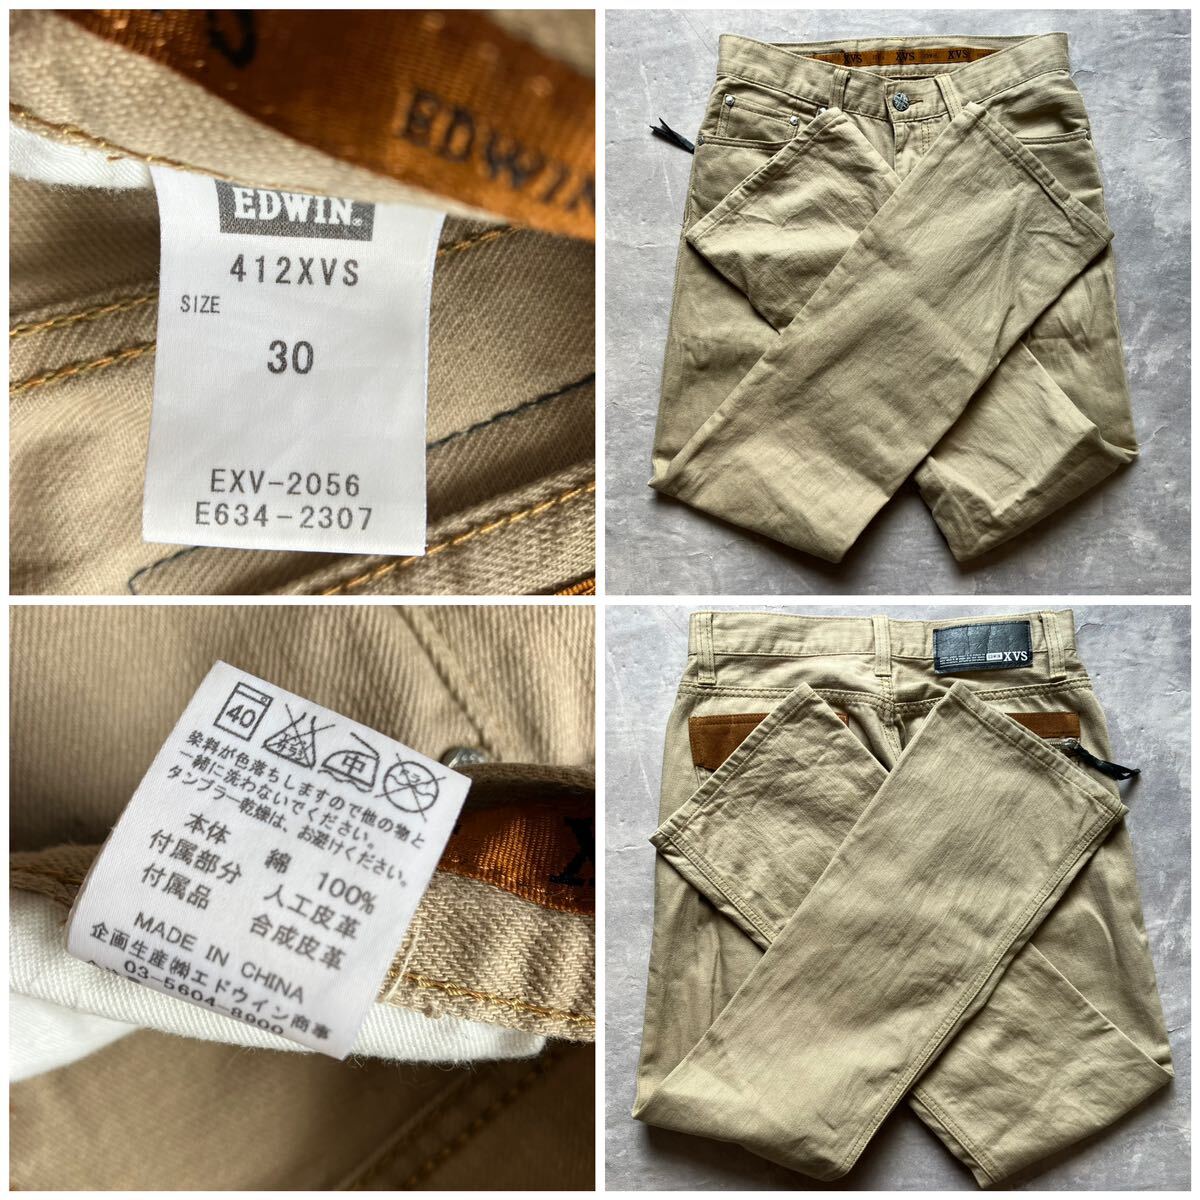 EDWIN
EDWIN.
412XVS
SIZE
30
EXV-2056
E634-2307
XVS
XVS
XVS
40
中
染料が色落ちしますので他の物と
一緒に洗わないでください。
タンブラー乾燥は、お避けください。
本体 綿 100%
付属部分 人工皮革
付属品 合成皮革
MADE IN CHINA
企画生産㈱エドウイン商事
03-5604-8900
EDWIN XVS